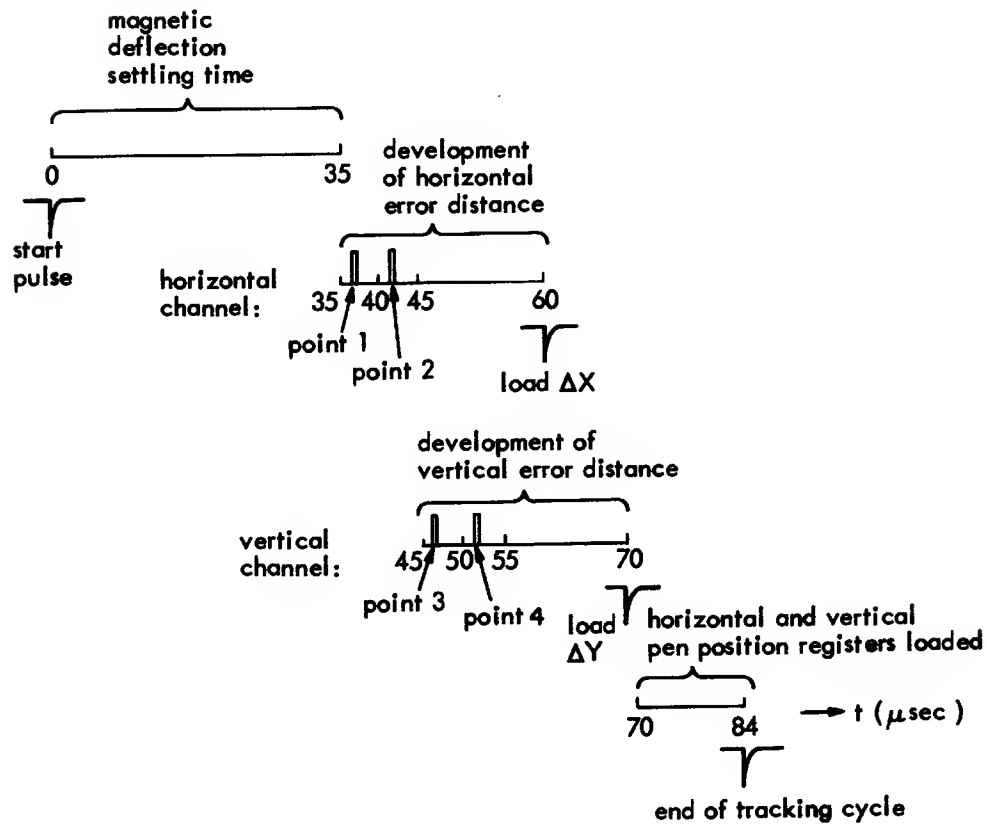 magnetic
deflection
settling time
0 35
start
pulse
development
of horizontal
error distance
horizontal
channel:
35 40 45 60
point 1
point 2
load ΔX
development of
vertical error distance
vertical
channel:
45 50 55 70
point 3
point 4
load
ΔY
horizontal and vertical
pen position registers loaded
70 84
t (μsec)
end of tracking cycle